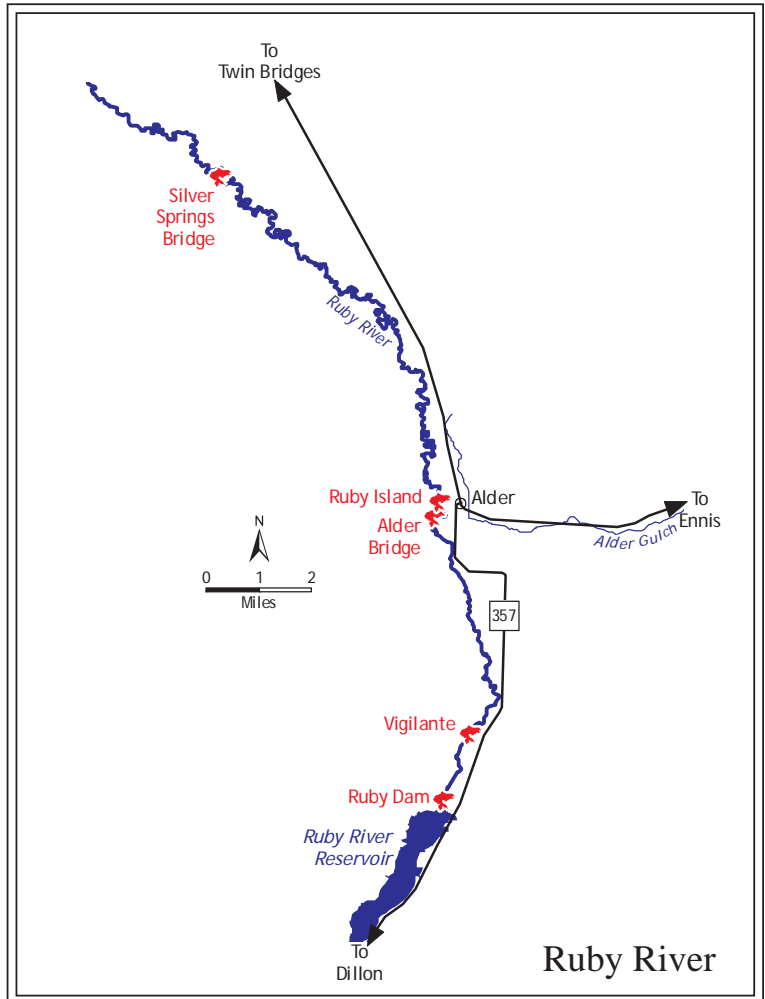 To
Twin Bridges
Silver
Springs
Bridge
Ruby River
Ruby Island
Alder
Alder
Bridge
To
Ennis
Alder Gulch
N
0 1 2
Miles
357
Vigilante
Ruby Dam
Ruby River
Reservoir
To
Dillon
Ruby River